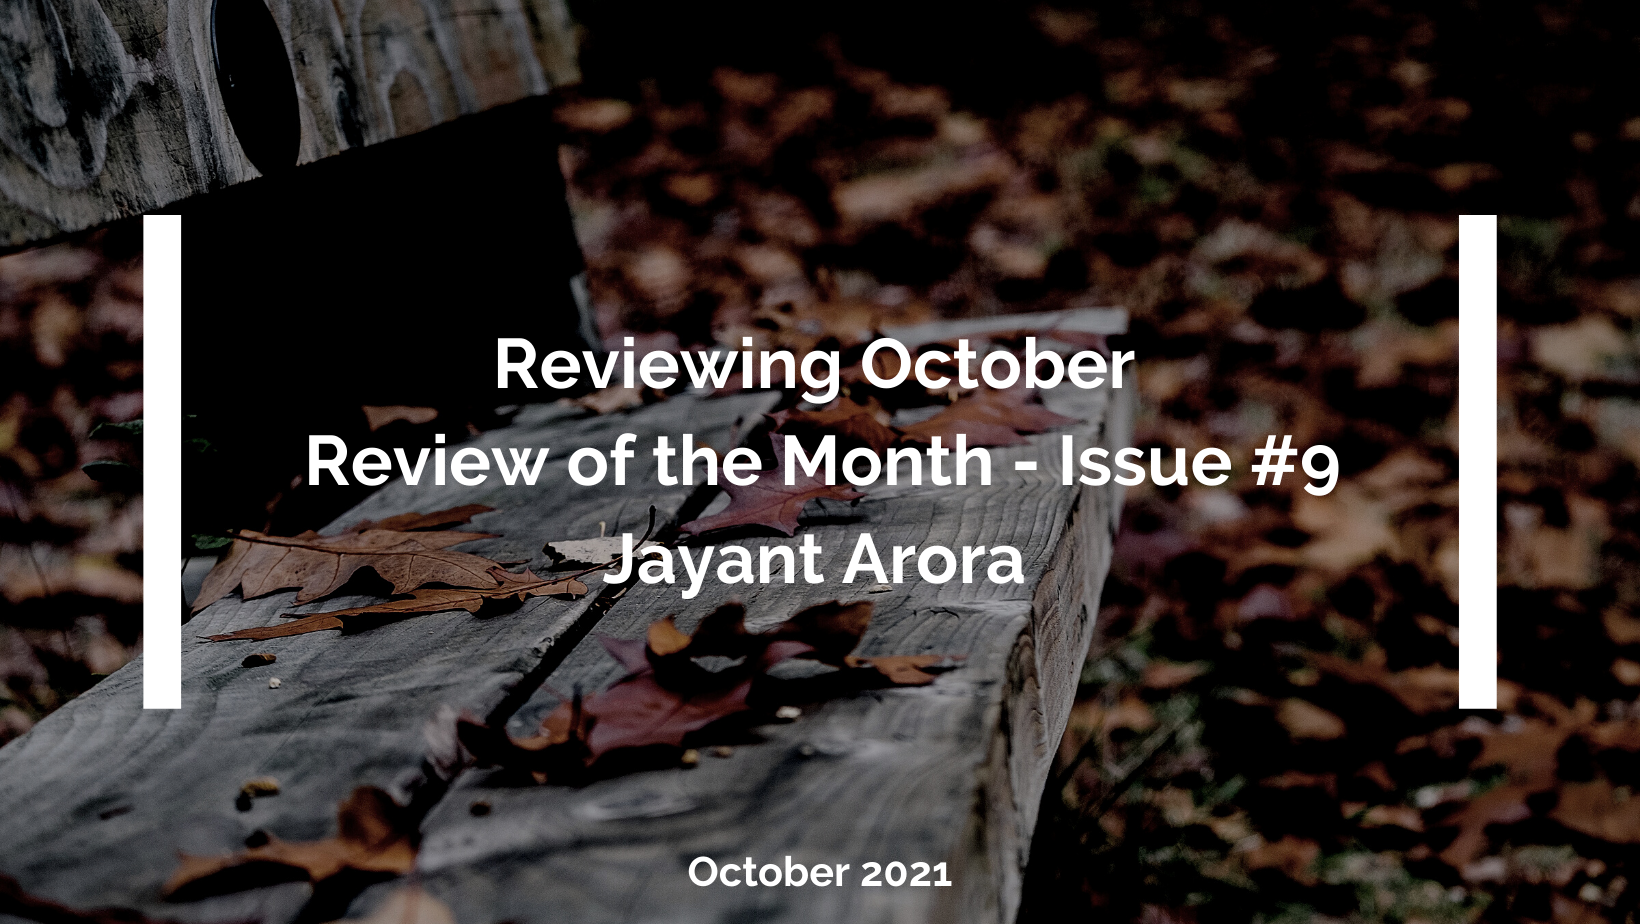 Reviewing October
Review of the Month - Issue #9
Jayant Arora
October 2021